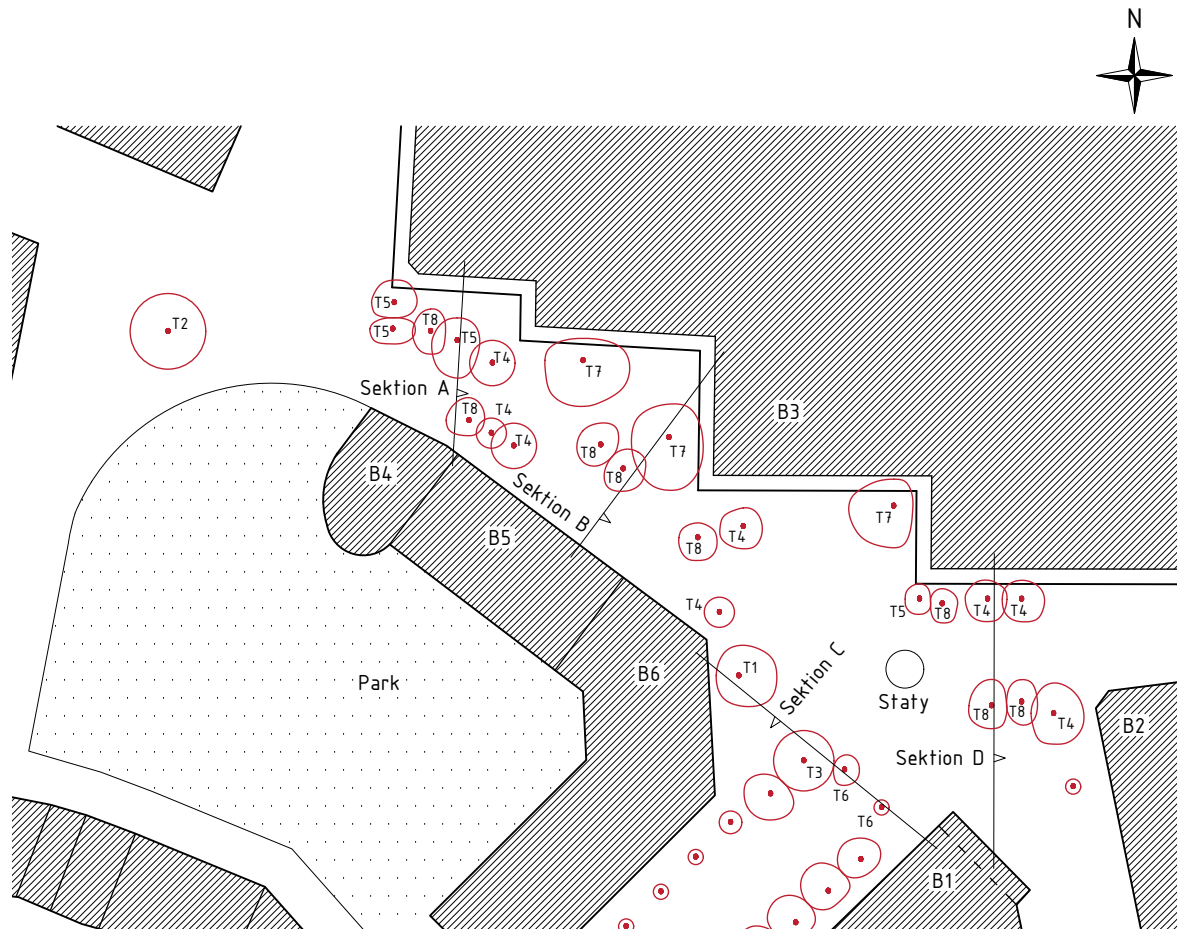 N
T5
T2
T5
T8
T5
T4
T7
Sektion A
T8
T4
T4
B3
T8
T7
T8
B4
Sektion B
B5
T7
T4
T8
T4
T5
T8
T4
T4
Sektion C
T1
B6
Park
Staty
T8
T8
T4
B2
Sektion D
T3
T6
T6
B1